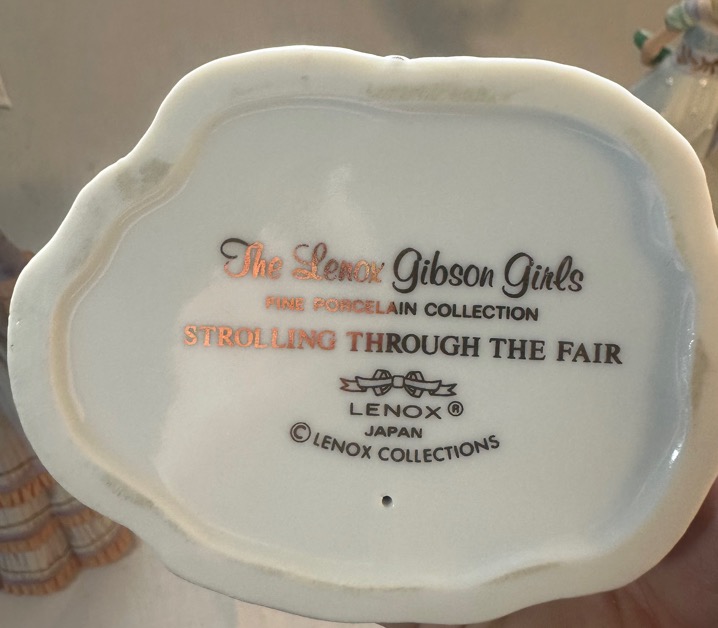 The Lenox Gibson Girls
FINE PORCELAIN COLLECTION
STROLLING THROUGH THE FAIR
LENOX®
JAPAN
© LENOX COLLECTIONS